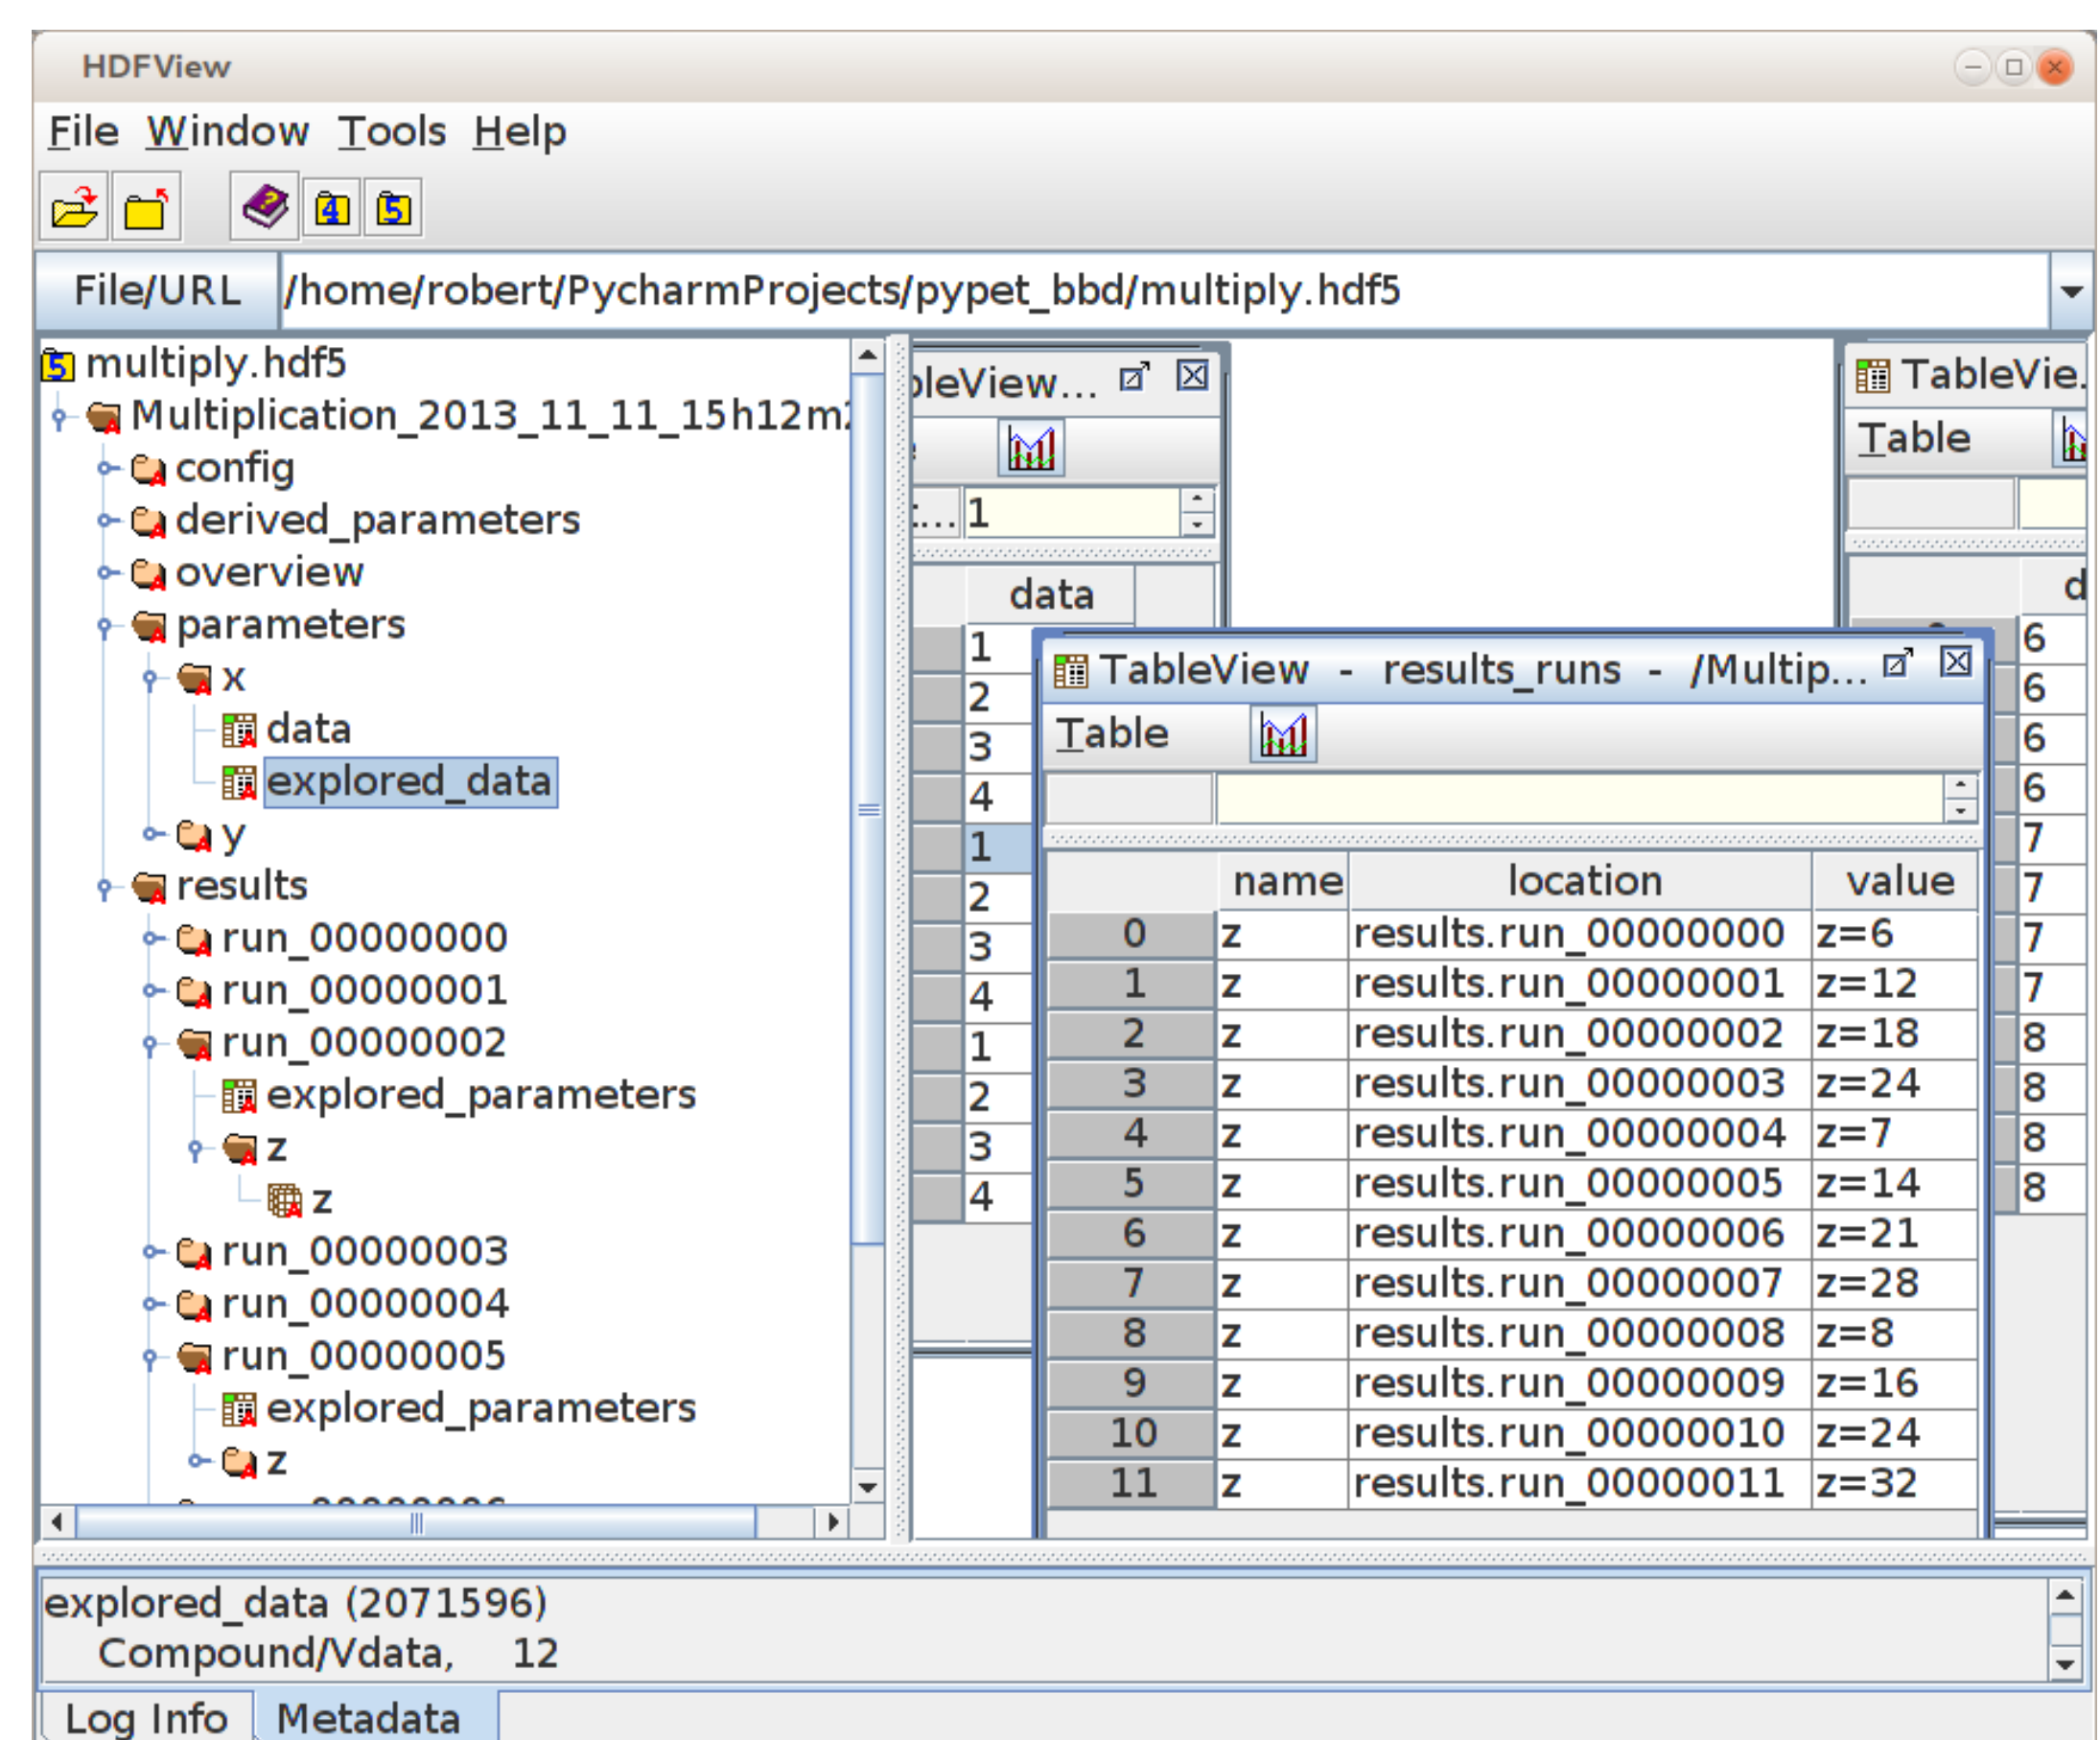 HDFView
File Window Tools Help
File/URL /home/robert/PycharmProjects/pypet_bbd/multiply.hdf5
multiply.hdf5
Multiplication_2013_11_11_15h12m
config
derived_parameters
overview
parameters
x
data
explored_data
y
results
run_00000000
run_00000001
run_00000002
explored_parameters
z
z
run_00000003
run_00000004
run_00000005
explored_parameters
z
bleView...
1
data
1
2
3
4
1
2
3
4
1
2
3
4
TableView - results_runs - /Multip...
Table
name location value
0 z results.run_00000000 z=6
1 z results.run_00000001 z=12
2 z results.run_00000002 z=18
3 z results.run_00000003 z=24
4 z results.run_00000004 z=7
5 z results.run_00000005 z=14
6 z results.run_00000006 z=21
7 z results.run_00000007 z=28
8 z results.run_00000008 z=8
9 z results.run_00000009 z=16
10 z results.run_00000010 z=24
11 z results.run_00000011 z=32
TableVie.
Table
d
6
6
6
6
7
7
7
7
8
8
8
8
explored_data (2071596)
Compound/Vdata, 12
Log Info Metadata